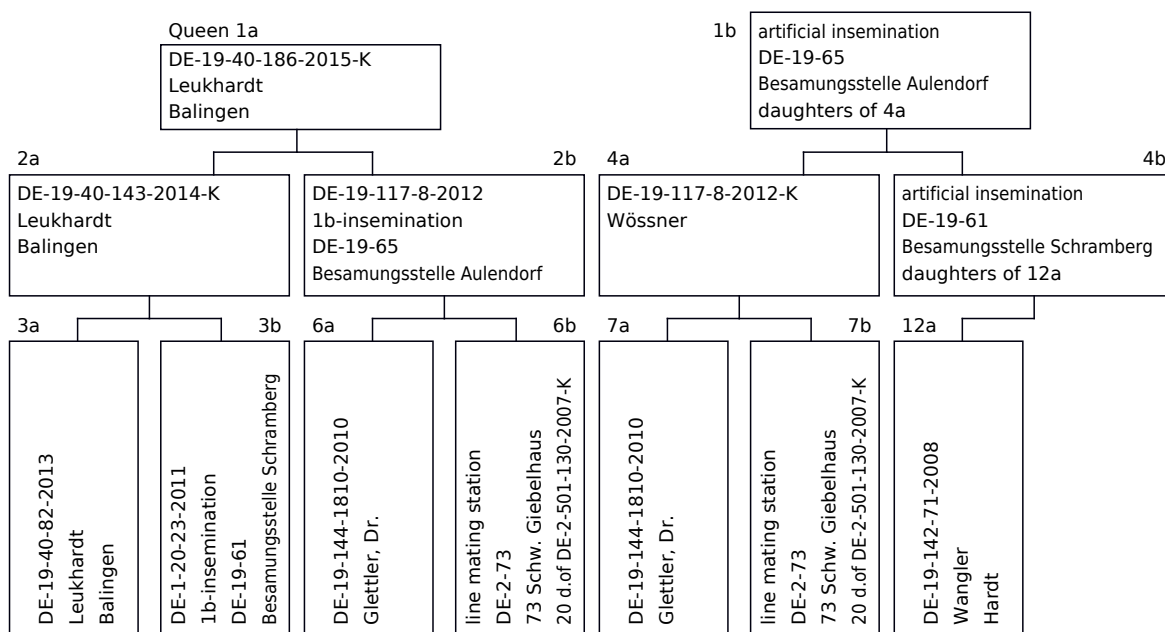 Queen 1a
DE-19-40-186-2015-K
Leukhardt
Balingen
1b
artificial insemination
DE-19-65
Besamungsstelle Aulendorf
daughters of 4a
2a
DE-19-40-143-2014-K
Leukhardt
Balingen
2b
DE-19-117-8-2012
1b-insemination
DE-19-65
Besamungsstelle Aulendorf
4a
DE-19-117-8-2012-K
Wössner
4b
artificial insemination
DE-19-61
Besamungsstelle Schramberg
daughters of 12a
3a
DE-19-40-82-2013
Leukhardt
Balingen
3b
DE-1-20-23-2011
1b-insemination
DE-19-61
Besamungsstelle Schramberg
6a
DE-19-144-1810-2010
Glettler, Dr.
6b
line mating station
DE-2-73
73 Schw. Giebelhaus
20 d.of DE-2-501-130-2007-K
7a
DE-19-144-1810-2010
Glettler, Dr.
7b
line mating station
DE-2-73
73 Schw. Giebelhaus
20 d.of DE-2-501-130-2007-K
12a
DE-19-142-71-2008
Wangler
Hardt